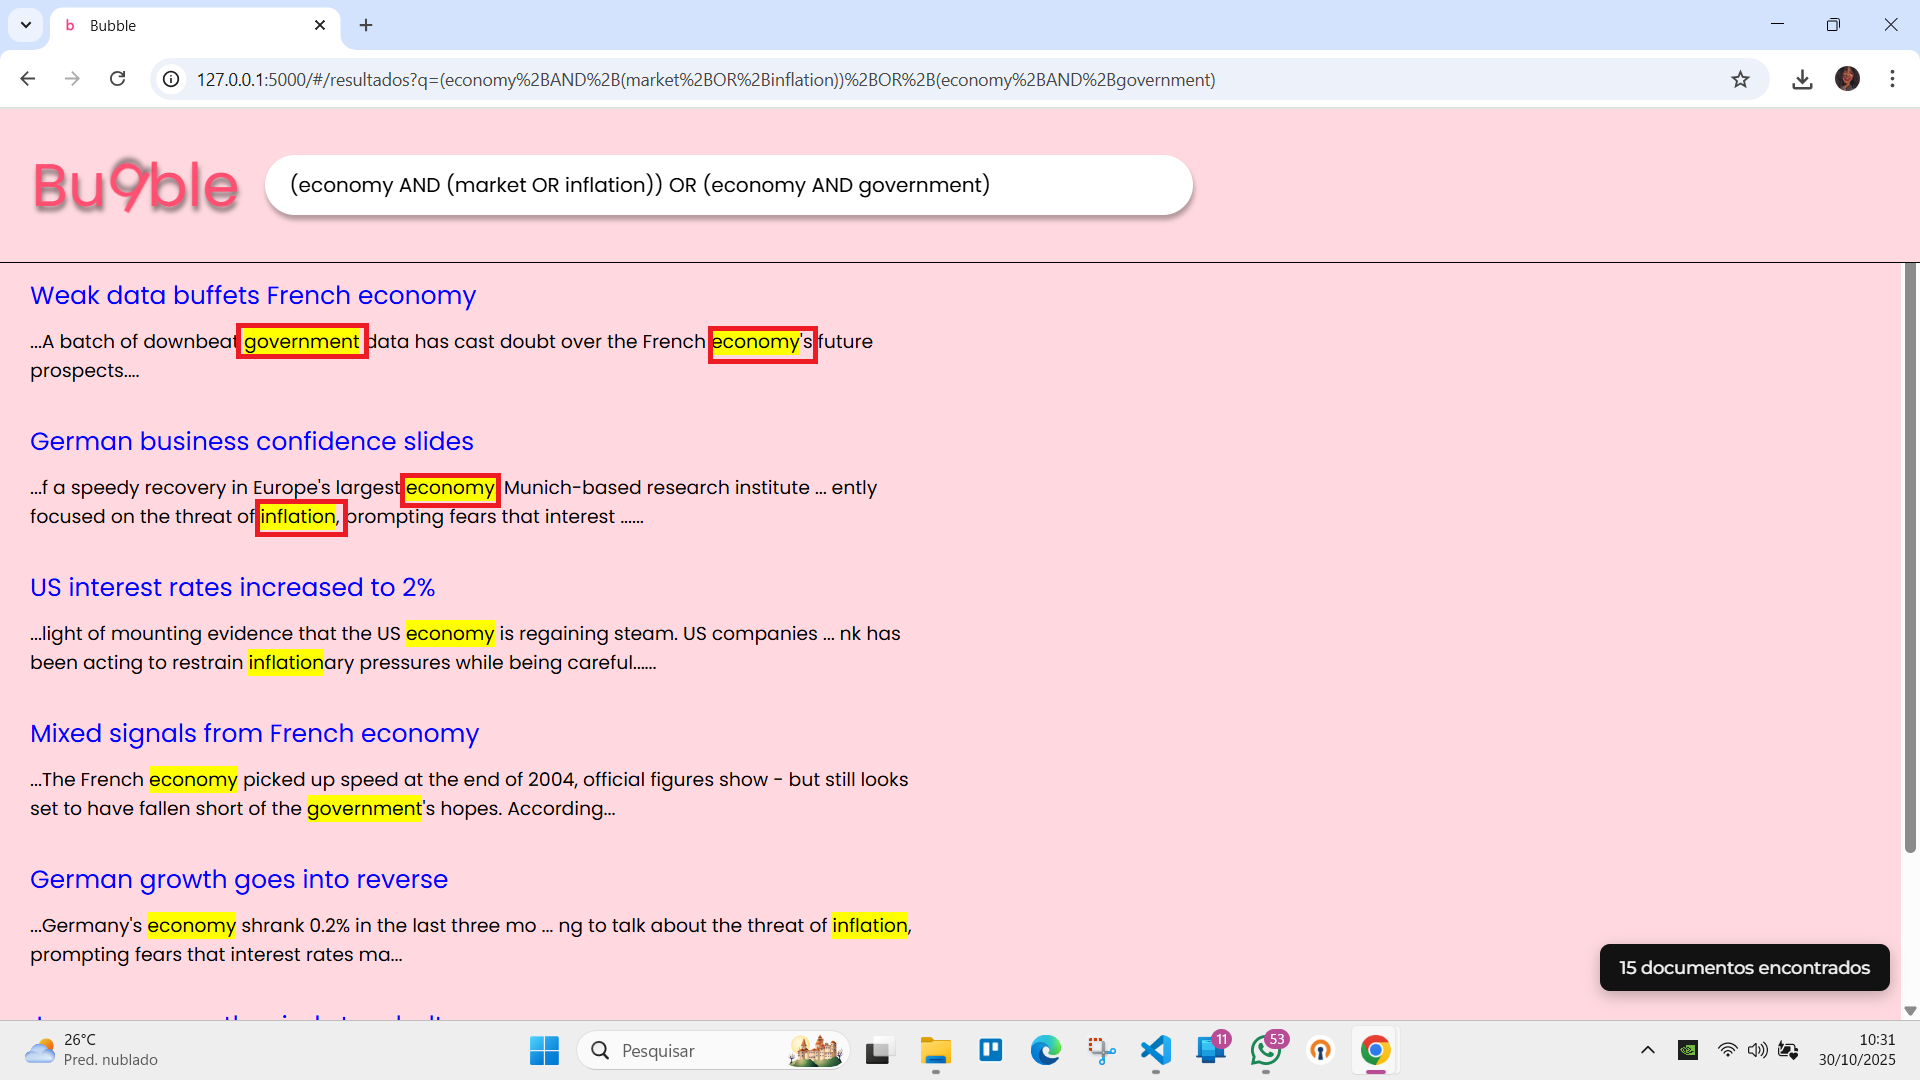 b Bubble
127.0.0.1:5000/#/resultados?q=(economy%2BAND%2B(market%2BOR%2Binflation))%2BOR%2B(economy%2BAND%2Bgovernment)
Bubble
(economy AND (market OR inflation)) OR (economy AND government)
Weak data buffets French economy
...A batch of downbeat government data has cast doubt over the French economy's future
prospects....
German business confidence slides
...f a speedy recovery in Europe's largest economy. Munich-based research institute ... ently
focused on the threat of inflation, prompting fears that interest ......
US interest rates increased to 2%
...light of mounting evidence that the US economy is regaining steam. US companies ... nk has
been acting to restrain inflationary pressures while being careful......
Mixed signals from French economy
...The French economy picked up speed at the end of 2004, official figures show - but still looks
set to have fallen short of the government's hopes. According...
German growth goes into reverse
...Germany's economy shrank 0.2% in the last three mo ... ng to talk about the threat of inflation,
prompting fears that interest rates ma...
15 documentos encontrados
26°C
Pred. nublado
Pesquisar
11
53
10:31
30/10/2025